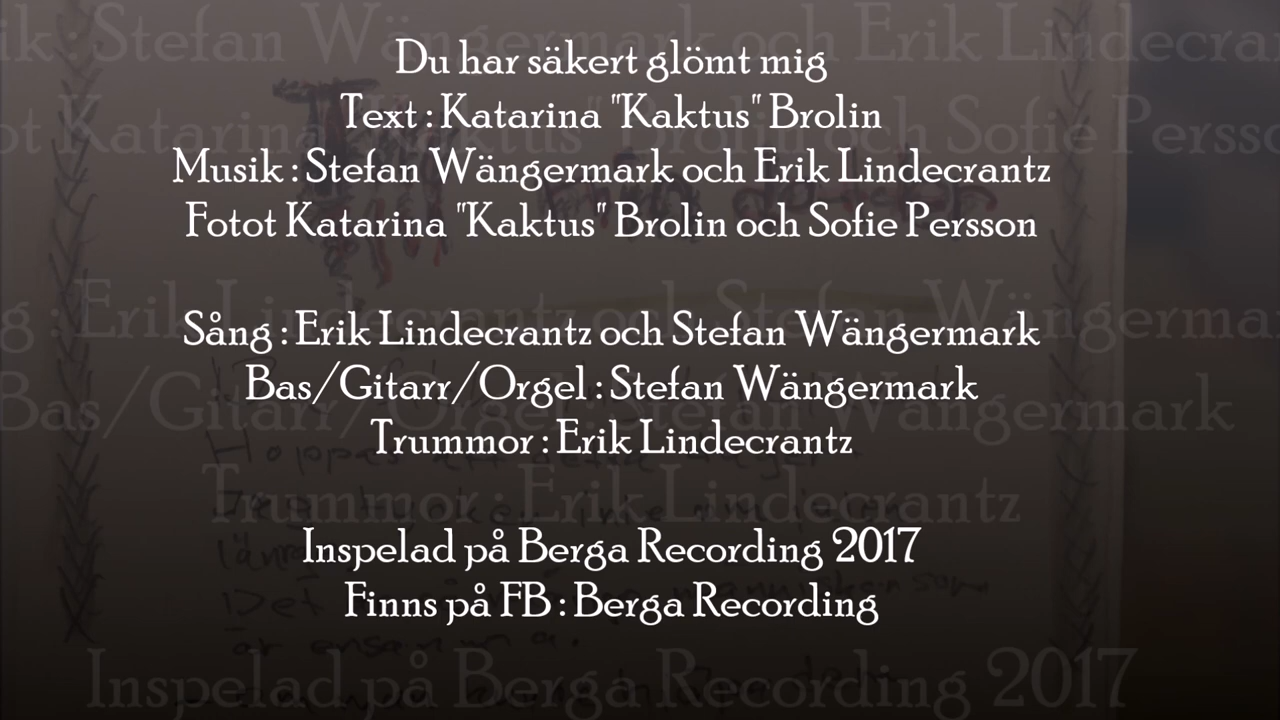 Du har säkert glömt mig
Text : Katarina "Kaktus" Brolin
Musik : Stefan Wängermark och Erik Lindecrantz
Fotot Katarina "Kaktus" Brolin och Sofie Persson
Sång : Erik Lindecrantz och Stefan Wängermark
Bas/Gitarr/Orgel : Stefan Wängermark
Trummor : Erik Lindecrantz
Inspelad på Berga Recording 2017
Finns på FB : Berga Recording